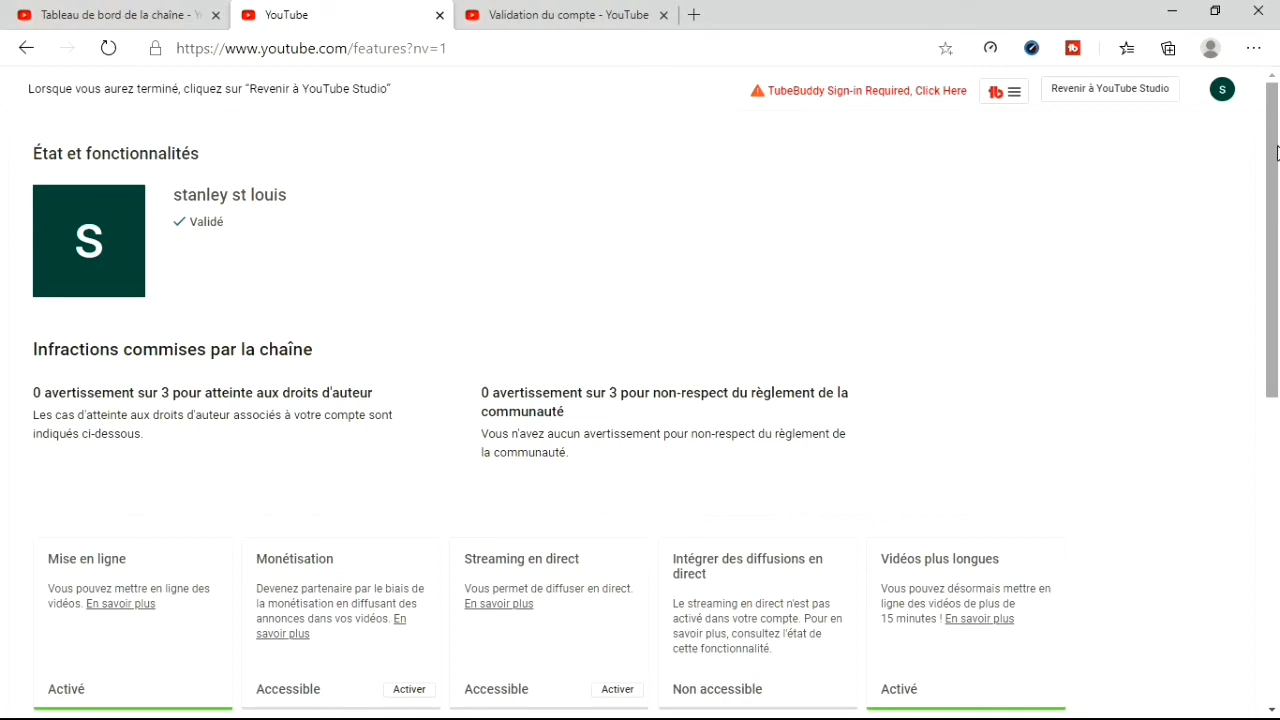 Tableau de bord de la chaîne - Y
YouTube
Validation du compte - YouTube
https://www.youtube.com/features?nv=1
Lorsque vous aurez terminé, cliquez sur "Revenir à YouTube Studio"
TubeBuddy Sign-in Required, Click Here
tb
Revenir à YouTube Studio
S
État et fonctionnalités
S
stanley st louis
Validé
Infractions commises par la chaîne
0 avertissement sur 3 pour atteinte aux droits d'auteur
Les cas d'atteinte aux droits d'auteur associés à votre compte sont
indiqués ci-dessous.
0 avertissement sur 3 pour non-respect du règlement de la
communauté
Vous n'avez aucun avertissement pour non-respect du règlement de
la communauté.
Mise en ligne
Vous pouvez mettre en ligne des
vidéos. En savoir plus
Activé
Monétisation
Devenez partenaire par le biais de
la monétisation en diffusant des
annonces dans vos vidéos. En
savoir plus
Accessible
Activer
Streaming en direct
Vous permet de diffuser en direct.
En savoir plus
Accessible
Activer
Intégrer des diffusions en
direct
Le streaming en direct n'est pas
activé dans votre compte. Pour en
savoir plus, consultez l'état de
cette fonctionnalité.
Non accessible
Vidéos plus longues
Vous pouvez désormais mettre en
ligne des vidéos de plus de
15 minutes ! En savoir plus
Activé